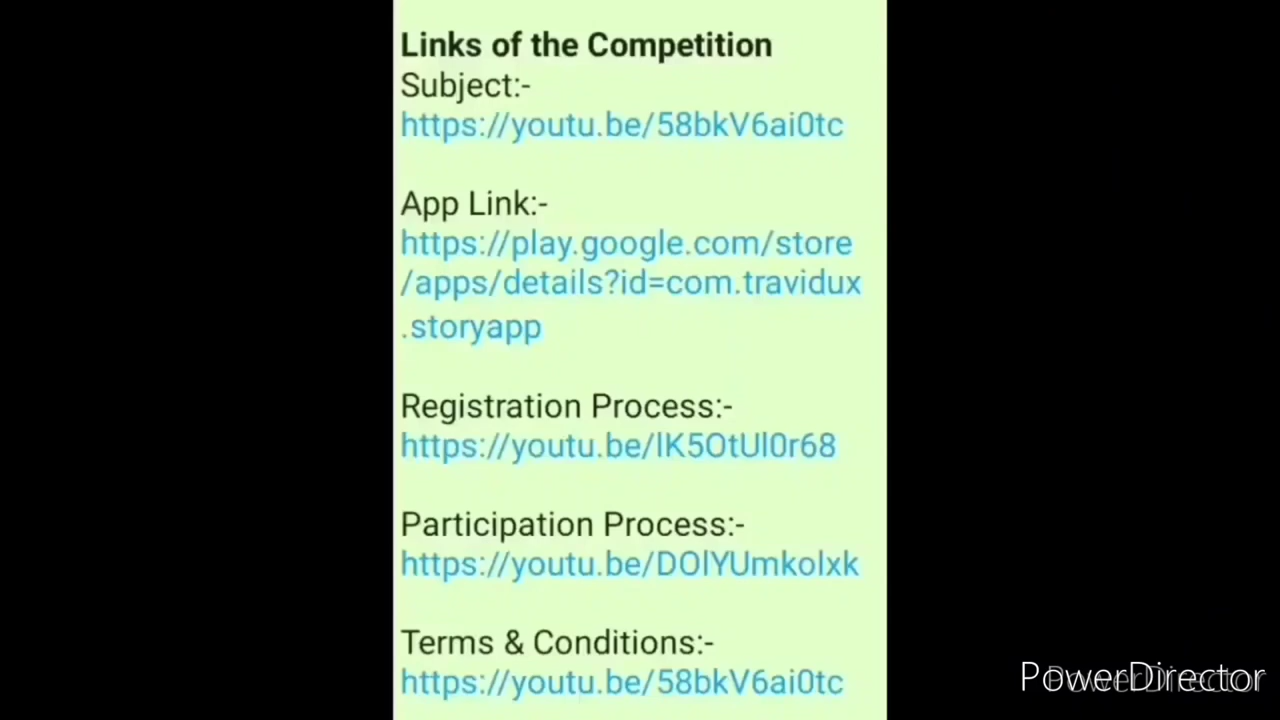 Links of the Competition
Subject:-
https://youtu.be/58bkV6ai0tc
App Link:-
https://play.google.com/store
/apps/details?id=com.travidux
.storyapp
Registration Process:-
https://youtu.be/lK5OtUl0r68
Participation Process:-
https://youtu.be/DOlYUmkolxk
Terms & Conditions:-
https://youtu.be/58bkV6ai0tc
PowerDirector